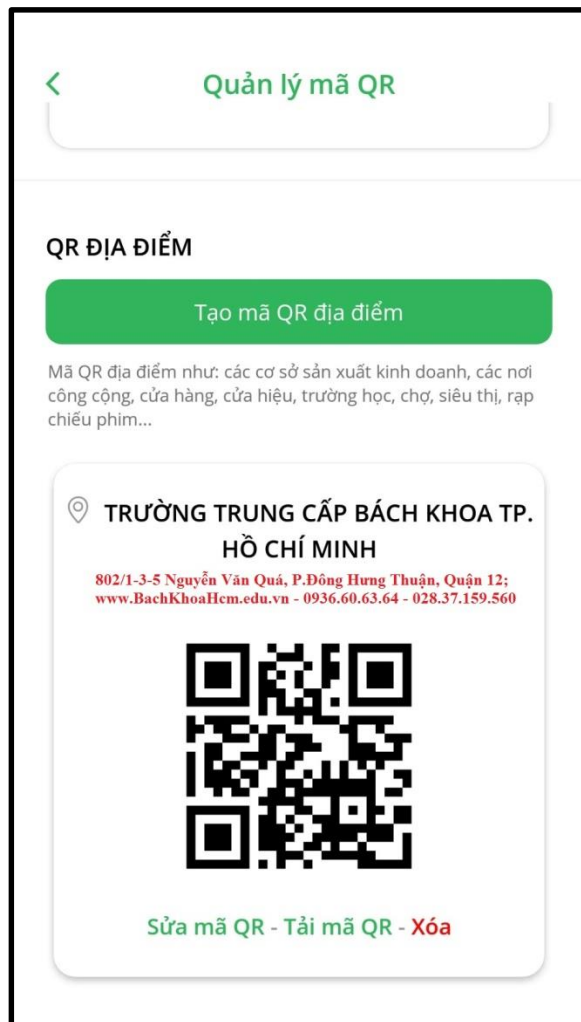 Quản lý mã QR
QR ĐỊA ĐIỂM
Tạo mã QR địa điểm
Mã QR địa điểm như: các cơ sở sản xuất kinh doanh, các nơi
công cộng, cửa hàng, cửa hiệu, trường học, chợ, siêu thị, rạp
chiếu phim...
TRƯỜNG TRUNG CẤP BÁCH KHOA TP.
HỒ CHÍ MINH
802/1-3-5 Nguyễn Văn Quá, P.Đông Hưng Thuận, Quận 12;
www.BachKhoaHcm.edu.vn - 0936.60.63.64 - 028.37.159.560
Sửa mã QR - Tải mã QR - Xóa